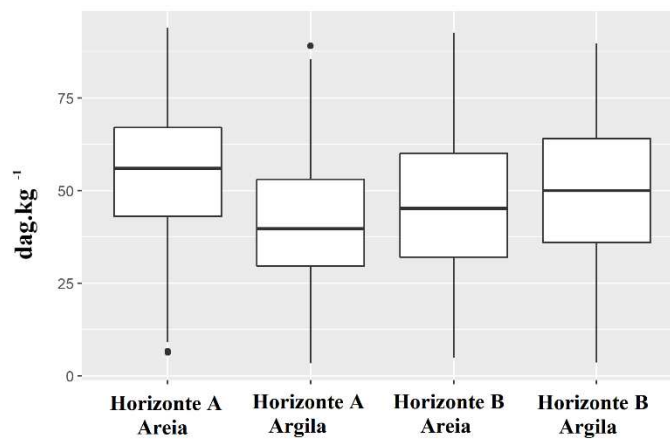 75
50
25
0
dag.kg -1
Horizonte A Horizonte A Horizonte B Horizonte B
Areia Argila Areia Argila